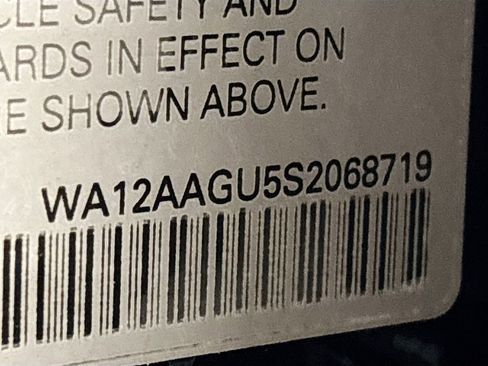 CLE SAFETY AND
ARDS IN EFFECT ON
E SHOWN ABOVE.
WA12AAGU5S2068719